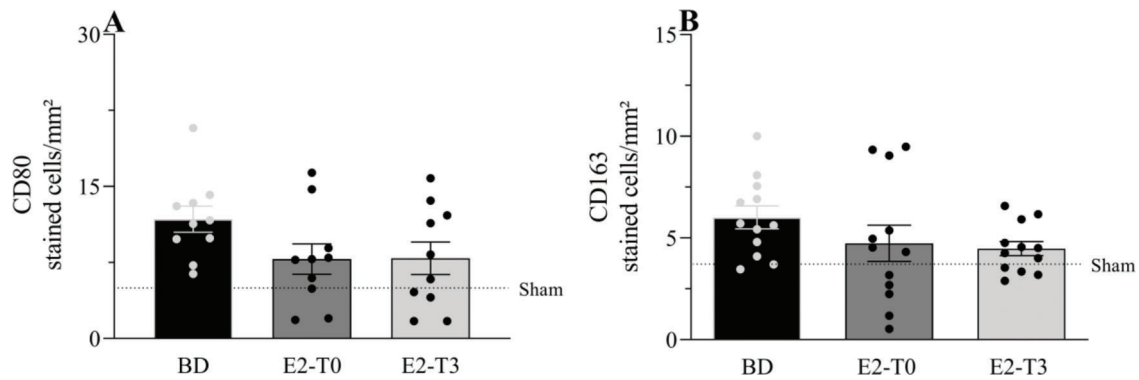 A
CD80
stained cells/mm²
30
15
0
Sham
BD
E2-T0
E2-T3
B
CD163
stained cells/mm²
15
10
5
0
Sham
BD
E2-T0
E2-T3